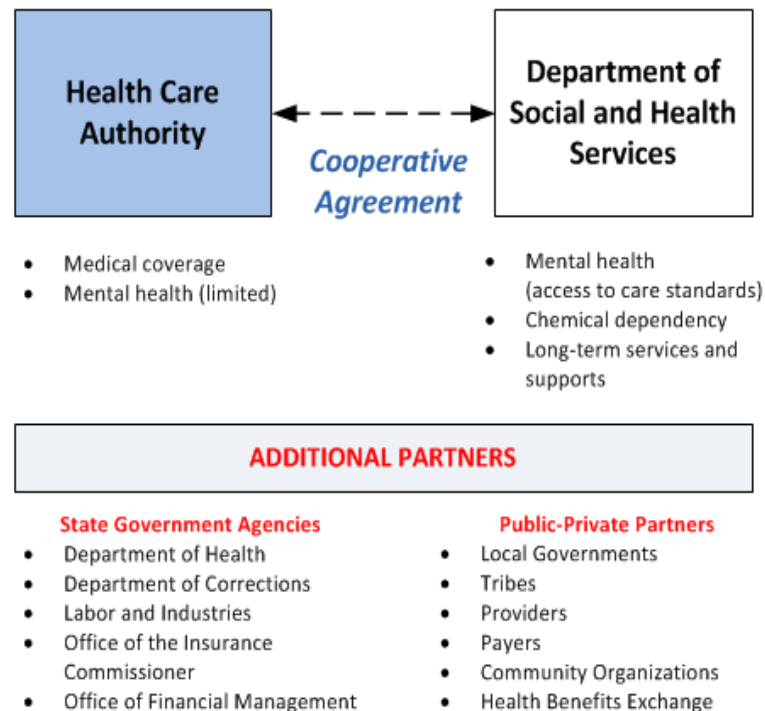 Health Care
Authority
Cooperative
Agreement
Department of
Social and Health
Services
• Medical coverage
• Mental health (limited)
• Mental health
(access to care standards)
• Chemical dependency
• Long-term services and
supports
ADDITIONAL PARTNERS
State Government Agencies
• Department of Health
• Department of Corrections
• Labor and Industries
• Office of the Insurance
Commissioner
• Office of Financial Management
Public-Private Partners
• Local Governments
• Tribes
• Providers
• Payers
• Community Organizations
• Health Benefits Exchange